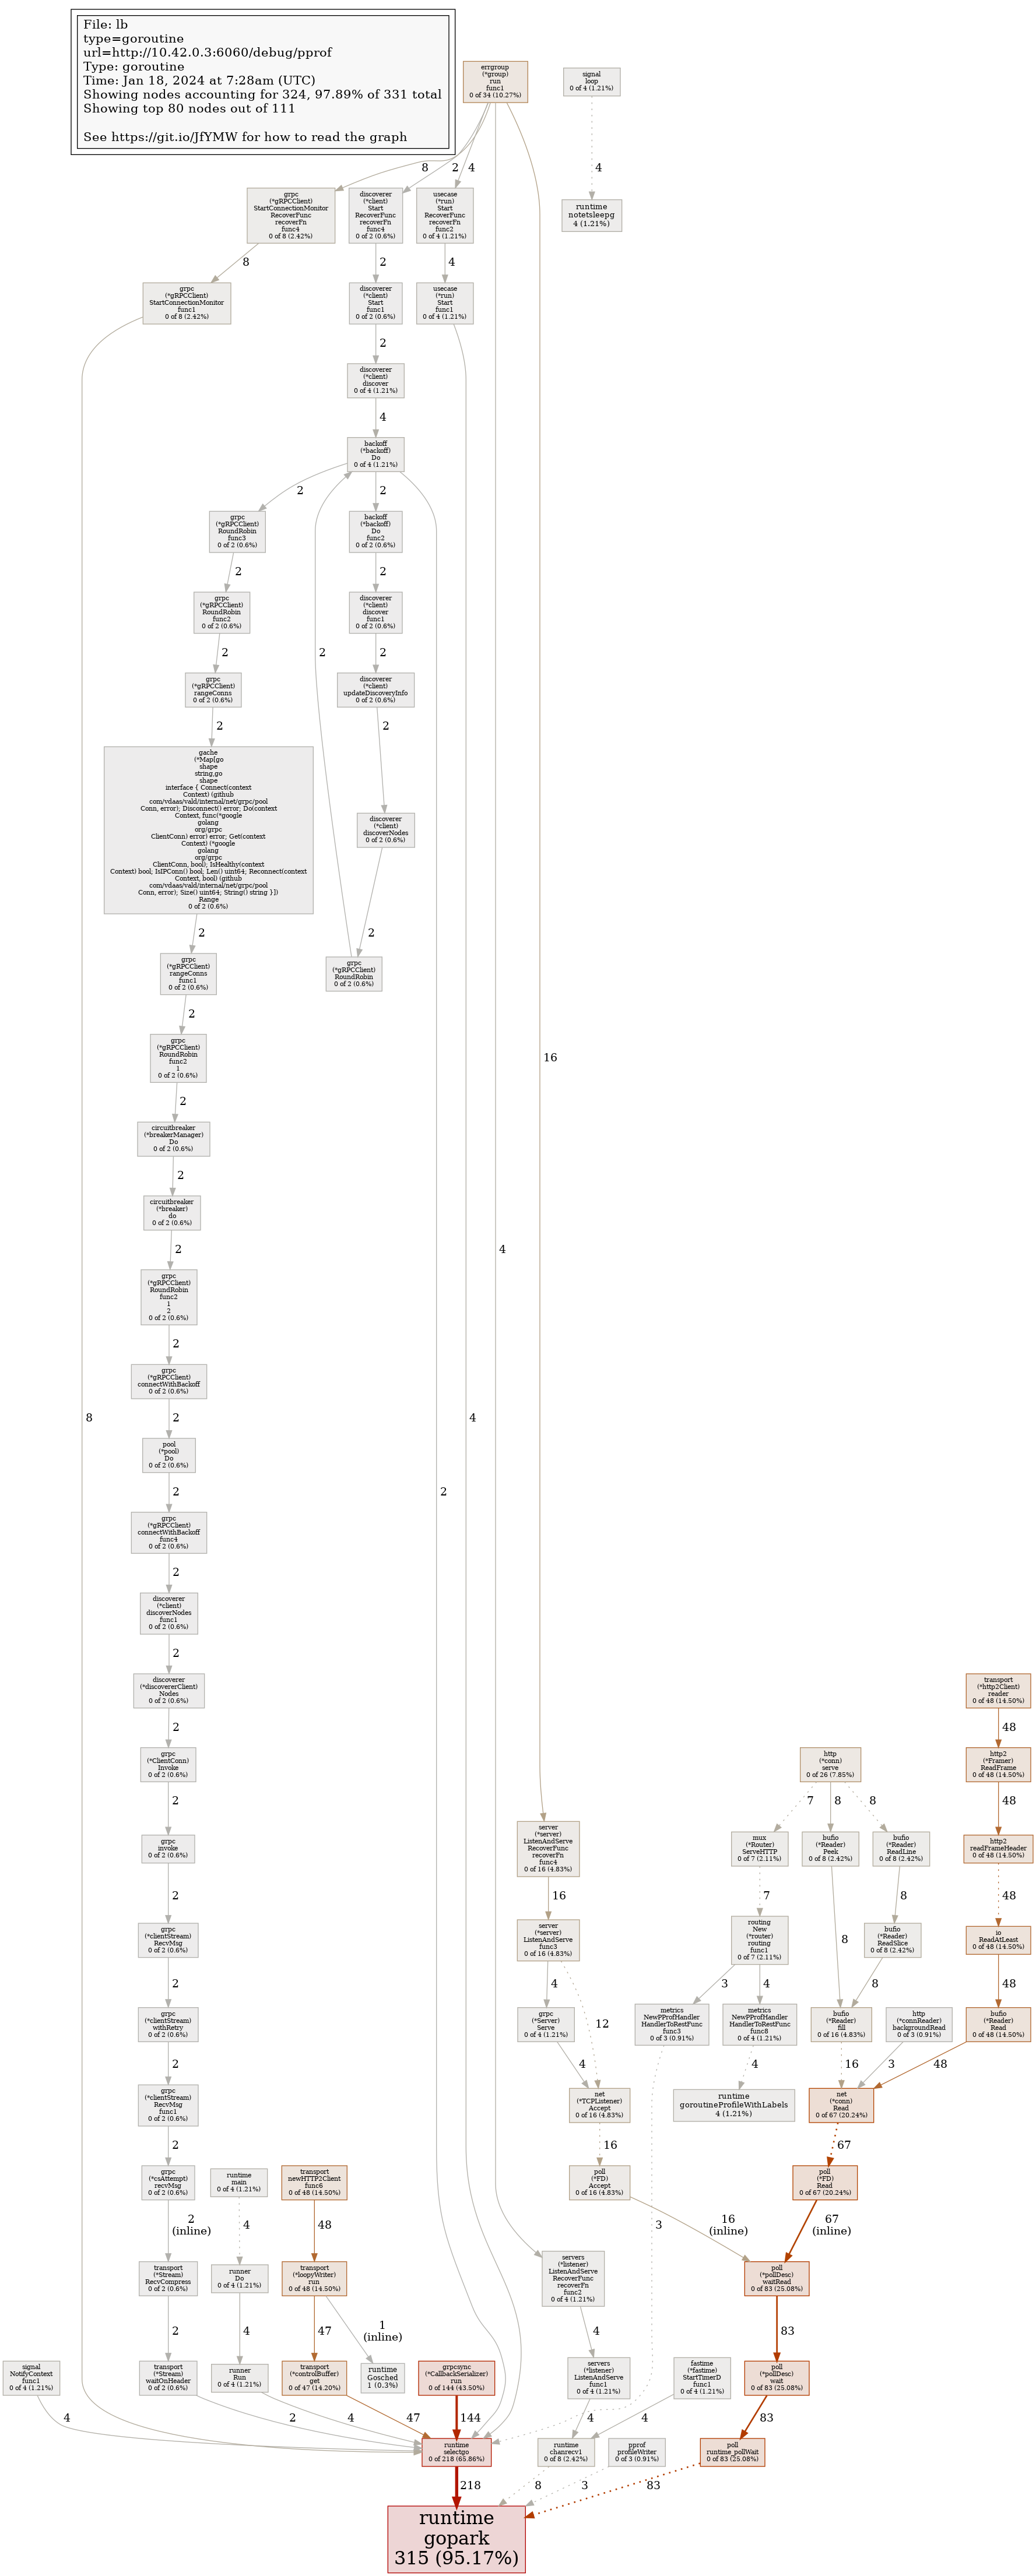 File: lb
type=goroutine
url=http://10.42.0.3:6060/debug/pprof
Type: goroutine
Time: Jan 18, 2024 at 7:28am (UTC)
Showing nodes accounting for 324, 97.89% of 331 total
Showing top 80 nodes out of 111
See https://git.io/JfYMW for how to read the graph
errgroup
(*group)
run
func1
0 of 34 (10.27%)
signal
loop
0 of 4 (1.21%)
8
2
4
4
grpc
(*gRPCClient)
StartConnectionMonitor
RecoverFunc
recoverFn
func4
0 of 8 (2.42%)
discoverer
(*client)
Start
RecoverFunc
recoverFn
func4
0 of 2 (0.6%)
usecase
(*run)
Start
RecoverFunc
recoverFn
func2
0 of 4 (1.21%)
runtime
notetsleepg
4 (1.21%)
8
2
4
grpc
(*gRPCClient)
StartConnectionMonitor
func1
0 of 8 (2.42%)
discoverer
(*client)
Start
func1
0 of 2 (0.6%)
usecase
(*run)
Start
func1
0 of 4 (1.21%)
2
discoverer
(*client)
discover
0 of 4 (1.21%)
4
backoff
(*backoff)
Do
0 of 4 (1.21%)
2
2
grpc
(*gRPCClient)
RoundRobin
func3
0 of 2 (0.6%)
backoff
(*backoff)
Do
func2
0 of 2 (0.6%)
2
2
grpc
(*gRPCClient)
RoundRobin
func2
0 of 2 (0.6%)
discoverer
(*client)
discover
func1
0 of 2 (0.6%)
2
2
2
grpc
(*gRPCClient)
rangeConns
0 of 2 (0.6%)
discoverer
(*client)
updateDiscoveryInfo
0 of 2 (0.6%)
2
2
gache
(*Map[go
shape
string,go
shape
interface { Connect(context
Context) (github
com/vdaas/vald/internal/net/grpc/pool
Conn, error); Disconnect() error; Do(context
Context, func(*google
golang
org/grpc
ClientConn) error) error; Get(context
Context) (*google
golang
org/grpc
ClientConn, bool); IsHealthy(context
Context) bool; IsIPConn() bool; Len() uint64; Reconnect(context
Context, bool) (github
com/vdaas/vald/internal/net/grpc/pool
Conn, error); Size() uint64; String() string }])
Range
0 of 2 (0.6%)
discoverer
(*client)
discoverNodes
0 of 2 (0.6%)
2
2
grpc
(*gRPCClient)
rangeConns
func1
0 of 2 (0.6%)
grpc
(*gRPCClient)
RoundRobin
0 of 2 (0.6%)
2
grpc
(*gRPCClient)
RoundRobin
func2
1
0 of 2 (0.6%)
16
2
circuitbreaker
(*breakerManager)
Do
0 of 2 (0.6%)
2
circuitbreaker
(*breaker)
do
0 of 2 (0.6%)
2
4
grpc
(*gRPCClient)
RoundRobin
func2
1
2
0 of 2 (0.6%)
2
grpc
(*gRPCClient)
connectWithBackoff
0 of 2 (0.6%)
8
2
4
pool
(*pool)
Do
0 of 2 (0.6%)
2
2
grpc
(*gRPCClient)
connectWithBackoff
func4
0 of 2 (0.6%)
2
discoverer
(*client)
discoverNodes
func1
0 of 2 (0.6%)
2
discoverer
(*discovererClient)
Nodes
0 of 2 (0.6%)
transport
(*http2Client)
reader
0 of 48 (14.50%)
2
48
grpc
(*ClientConn)
Invoke
0 of 2 (0.6%)
http
(*conn)
serve
0 of 26 (7.85%)
http2
(*Framer)
ReadFrame
0 of 48 (14.50%)
2
7
8
8
48
grpc
invoke
0 of 2 (0.6%)
server
(*server)
ListenAndServe
RecoverFunc
recoverFn
func4
0 of 16 (4.83%)
mux
(*Router)
ServeHTTP
0 of 7 (2.11%)
bufio
(*Reader)
Peek
0 of 8 (2.42%)
bufio
(*Reader)
ReadLine
0 of 8 (2.42%)
http2
readFrameHeader
0 of 48 (14.50%)
2
16
7
8
48
grpc
(*clientStream)
RecvMsg
0 of 2 (0.6%)
server
(*server)
ListenAndServe
func3
0 of 16 (4.83%)
routing
New
(*router)
routing
func1
0 of 7 (2.11%)
8
bufio
(*Reader)
ReadSlice
0 of 8 (2.42%)
io
ReadAtLeast
0 of 48 (14.50%)
2
4
12
3
4
8
48
grpc
(*clientStream)
withRetry
0 of 2 (0.6%)
grpc
(*Server)
Serve
0 of 4 (1.21%)
metrics
NewPProfHandler
HandlerToRestFunc
func3
0 of 3 (0.91%)
metrics
NewPProfHandler
HandlerToRestFunc
func8
0 of 4 (1.21%)
bufio
(*Reader)
fill
0 of 16 (4.83%)
http
(*connReader)
backgroundRead
0 of 3 (0.91%)
bufio
(*Reader)
Read
0 of 48 (14.50%)
2
4
4
16
3
48
grpc
(*clientStream)
RecvMsg
func1
0 of 2 (0.6%)
net
(*TCPListener)
Accept
0 of 16 (4.83%)
runtime
goroutineProfileWithLabels
4 (1.21%)
net
(*conn)
Read
0 of 67 (20.24%)
2
16
67
grpc
(*csAttempt)
recvMsg
0 of 2 (0.6%)
runtime
main
0 of 4 (1.21%)
transport
newHTTP2Client
func6
0 of 48 (14.50%)
poll
(*FD)
Accept
0 of 16 (4.83%)
poll
(*FD)
Read
0 of 67 (20.24%)
2
(inline)
4
48
3
16
(inline)
67
(inline)
transport
(*Stream)
RecvCompress
0 of 2 (0.6%)
runner
Do
0 of 4 (1.21%)
transport
(*loopyWriter)
run
0 of 48 (14.50%)
servers
(*listener)
ListenAndServe
RecoverFunc
recoverFn
func2
0 of 4 (1.21%)
poll
(*pollDesc)
waitRead
0 of 83 (25.08%)
2
4
47
1
(inline)
4
83
signal
NotifyContext
func1
0 of 4 (1.21%)
transport
(*Stream)
waitOnHeader
0 of 2 (0.6%)
runner
Run
0 of 4 (1.21%)
transport
(*controlBuffer)
get
0 of 47 (14.20%)
runtime
Gosched
1 (0.3%)
grpcsync
(*CallbackSerializer)
run
0 of 144 (43.50%)
servers
(*listener)
ListenAndServe
func1
0 of 4 (1.21%)
fastime
(*fastime)
StartTimerD
func1
0 of 4 (1.21%)
poll
(*pollDesc)
wait
0 of 83 (25.08%)
4
2
4
47
144
4
4
83
runtime
selectgo
0 of 218 (65.86%)
runtime
chanrecv1
0 of 8 (2.42%)
pprof
profileWriter
0 of 3 (0.91%)
poll
runtime_pollWait
0 of 83 (25.08%)
218
8
3
83
runtime
gopark
315 (95.17%)